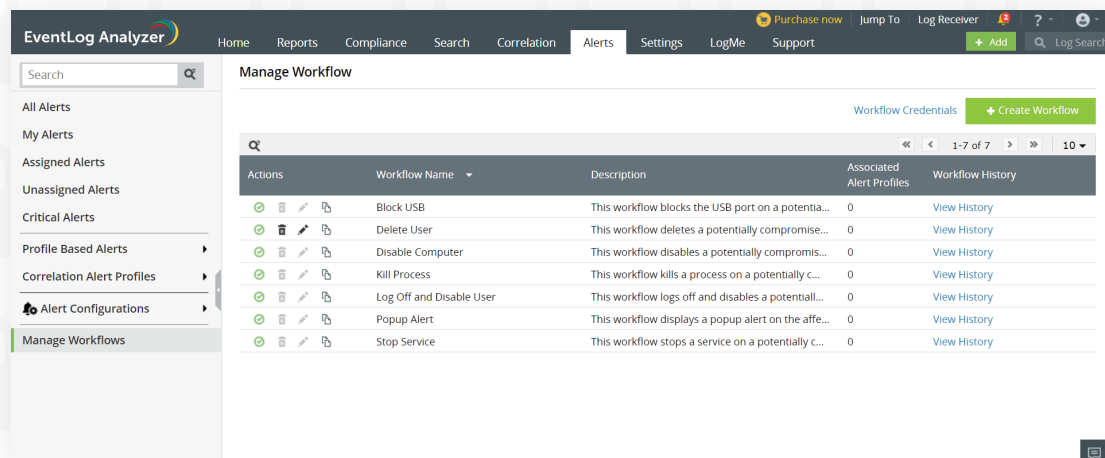 Purchase now Jump To Log Receiver 2 ?
EventLog Analyzer
Home Reports Compliance Search Correlation Alerts Settings LogMe Support + Add Log Search
Search
Manage Workflow
All Alerts
My Alerts
Assigned Alerts
Unassigned Alerts
Critical Alerts
Profile Based Alerts
Correlation Alert Profiles
Alert Configurations
Manage Workflows
Workflow Credentials + Create Workflow
1-7 of 7 10
Actions Workflow Name Description Associated Alert Profiles Workflow History
Block USB This workflow blocks the USB port on a potentia... 0 View History
Delete User This workflow deletes a potentially compromise... 0 View History
Disable Computer This workflow disables a potentially compromis... 0 View History
Kill Process This workflow kills a process on a potentially c... 0 View History
Log Off and Disable User This workflow logs off and disables a potentiall... 0 View History
Popup Alert This workflow displays a popup alert on the affe... 0 View History
Stop Service This workflow stops a service on a potentially c... 0 View History